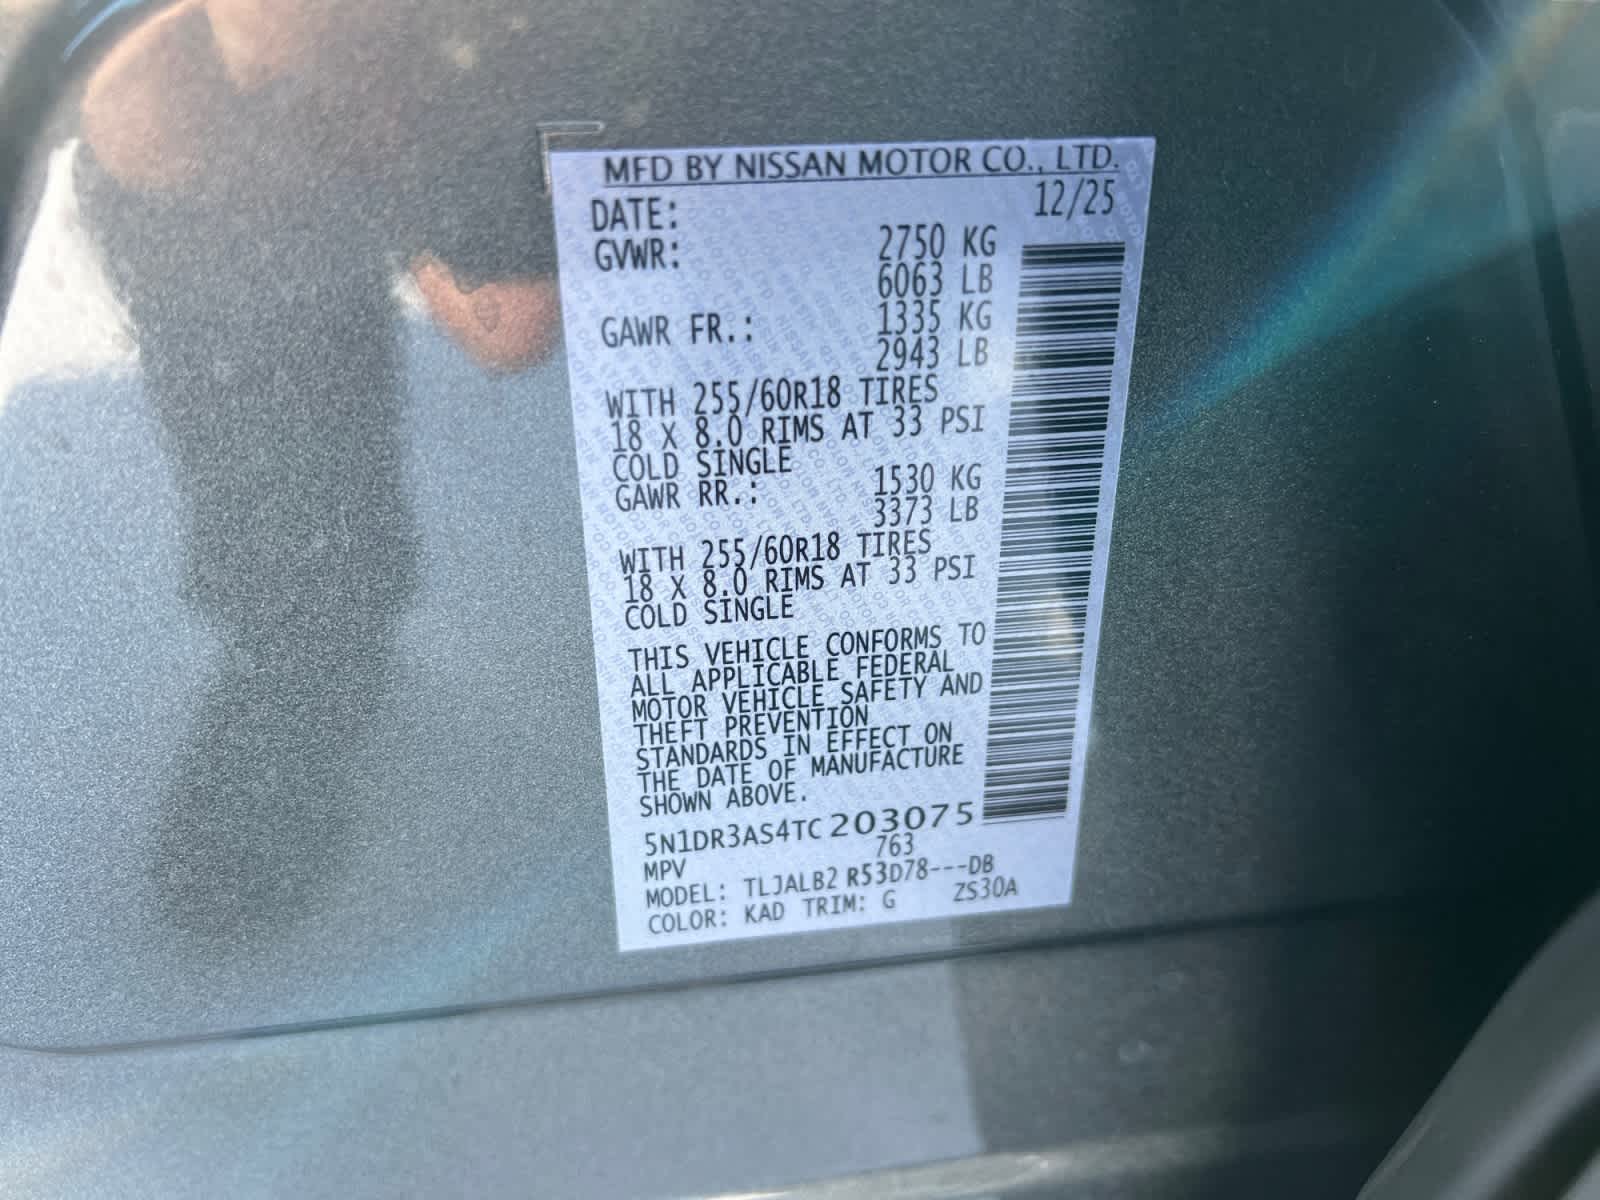 MFD BY NISSAN MOTOR CO., LTD.
DATE: 12/25
GVWR: 2750 KG
6063 LB
GAWR FR.: 1335 KG
2943 LB
WITH 255/60R18 TIRES
18 X 8.0 RIMS AT 33 PSI
COLD SINGLE
GAWR RR.: 1530 KG
3373 LB
WITH 255/60R18 TIRES
18 X 8.0 RIMS AT 33 PSI
COLD SINGLE
THIS VEHICLE CONFORMS TO
ALL APPLICABLE FEDERAL
MOTOR VEHICLE SAFETY AND
THEFT PREVENTION
STANDARDS IN EFFECT ON
THE DATE OF MANUFACTURE
SHOWN ABOVE.
5N1DR3AS4TC203075
MPV 763
MODEL: TLJALB2 R53D78---DB
COLOR: KAD TRIM: G ZS30A